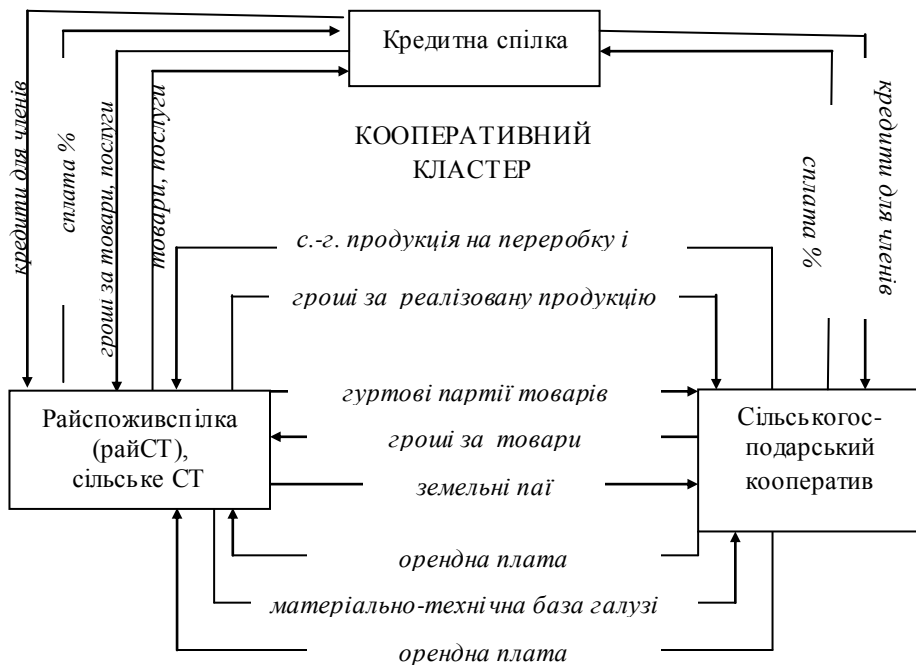 Кредитна спілка
КООПЕРАТИВНИЙ
КЛАСТЕР
кредити для членів
сплата %
гроші за товари, послуги
товари, послуги
сплата %
кредити для членів
с.-г. продукція на переробку і
гроші за реалізовану продукцію
гуртові партії товарів
гроші за товари
земельні паї
орендна плата
матеріально-технічна база галузі
орендна плата
Райспоживспілка
(райСТ),
сільське СТ
Сільськогос-
подарський
кооператив